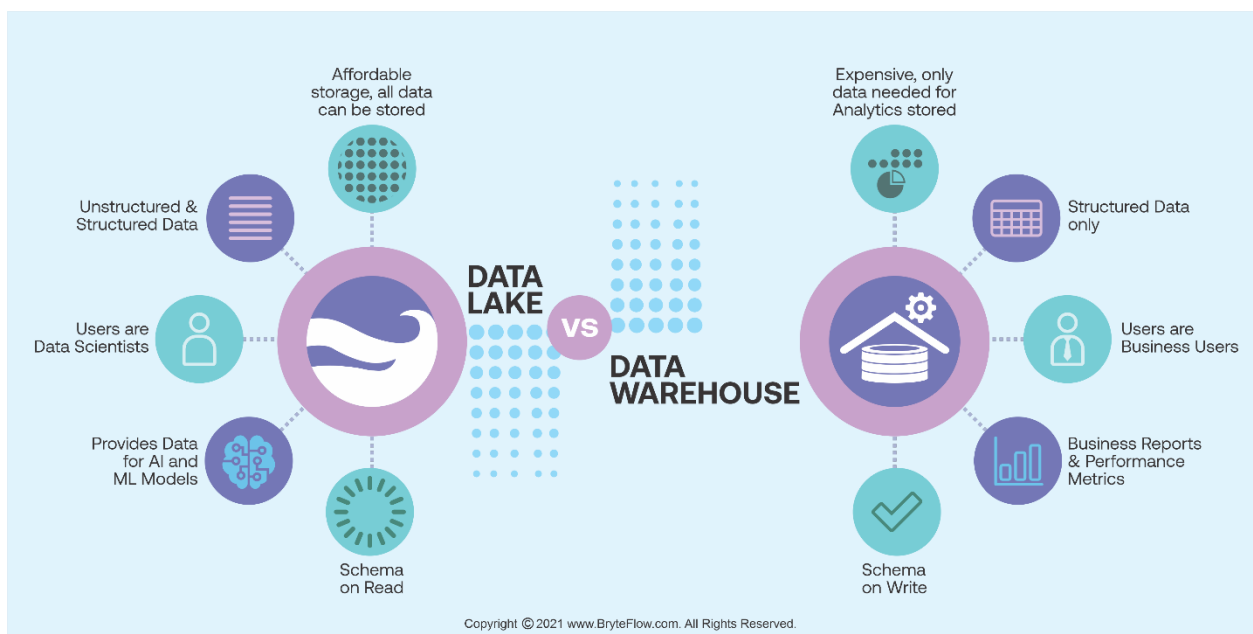 Affordable
storage, all data
can be stored
Unstructured &
Structured Data
Users are
Data Scientists
Provides Data
for AI and
ML Models
Schema
on Read
DATA
LAKE
VS
DATA
WAREHOUSE
Expensive, only
data needed for
Analytics stored
Structured Data
only
Users are
Business Users
Business Reports
& Performance
Metrics
Schema
on Write
Copyright © 2021 www.BryteFlow.com. All Rights Reserved.